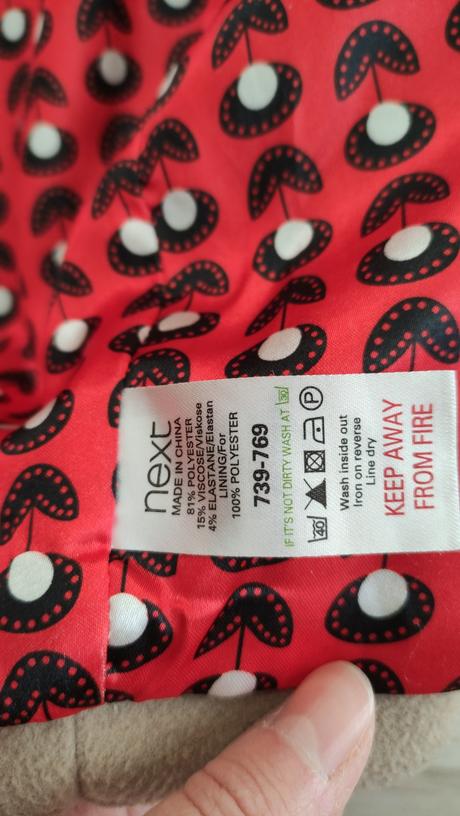 next
MADE IN CHINA
81% POLYESTER
15% VISCOSE/Viskose
4% ELASTANE/Elastan
LINING/For
100% POLYESTER
739-769
IF IT'S NOT DIRTY WASH AT 30
40 P
Wash inside out
Iron on reverse
Line dry
KEEP AWAY
FROM FIRE